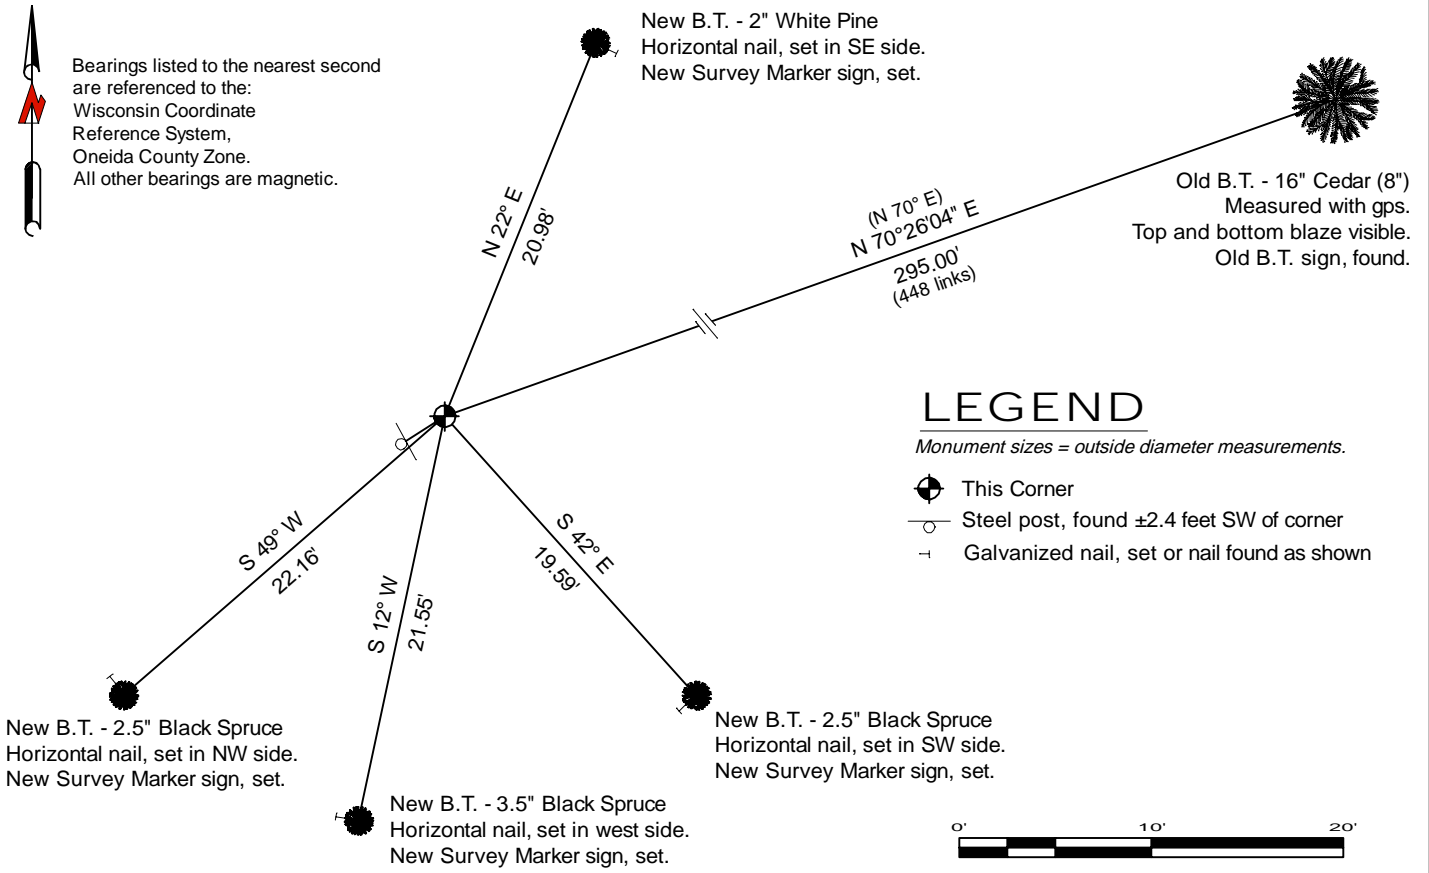 New B.T. - 2" White Pine
Horizontal nail, set in SE side.
New Survey Marker sign, set.
Bearings listed to the nearest second
are referenced to the:
Wisconsin Coordinate
Reference System,
Oneida County Zone.
All other bearings are magnetic.
N
N 22° E
20.98'
(N 70° E)
N 70°26'04" E
295.00'
(448 links)
Old B.T. - 16" Cedar (8")
Measured with gps.
Top and bottom blaze visible.
Old B.T. sign, found.
LEGEND
Monument sizes = outside diameter measurements.
This Corner
Steel post, found ±2.4 feet SW of corner
Galvanized nail, set or nail found as shown
S 49° W
22.16'
S 12° W
21.55'
S 42° E
19.59'
New B.T. - 2.5" Black Spruce
Horizontal nail, set in NW side.
New Survey Marker sign, set.
New B.T. - 2.5" Black Spruce
Horizontal nail, set in SW side.
New Survey Marker sign, set.
New B.T. - 3.5" Black Spruce
Horizontal nail, set in west side.
New Survey Marker sign, set.
0' 10' 20'